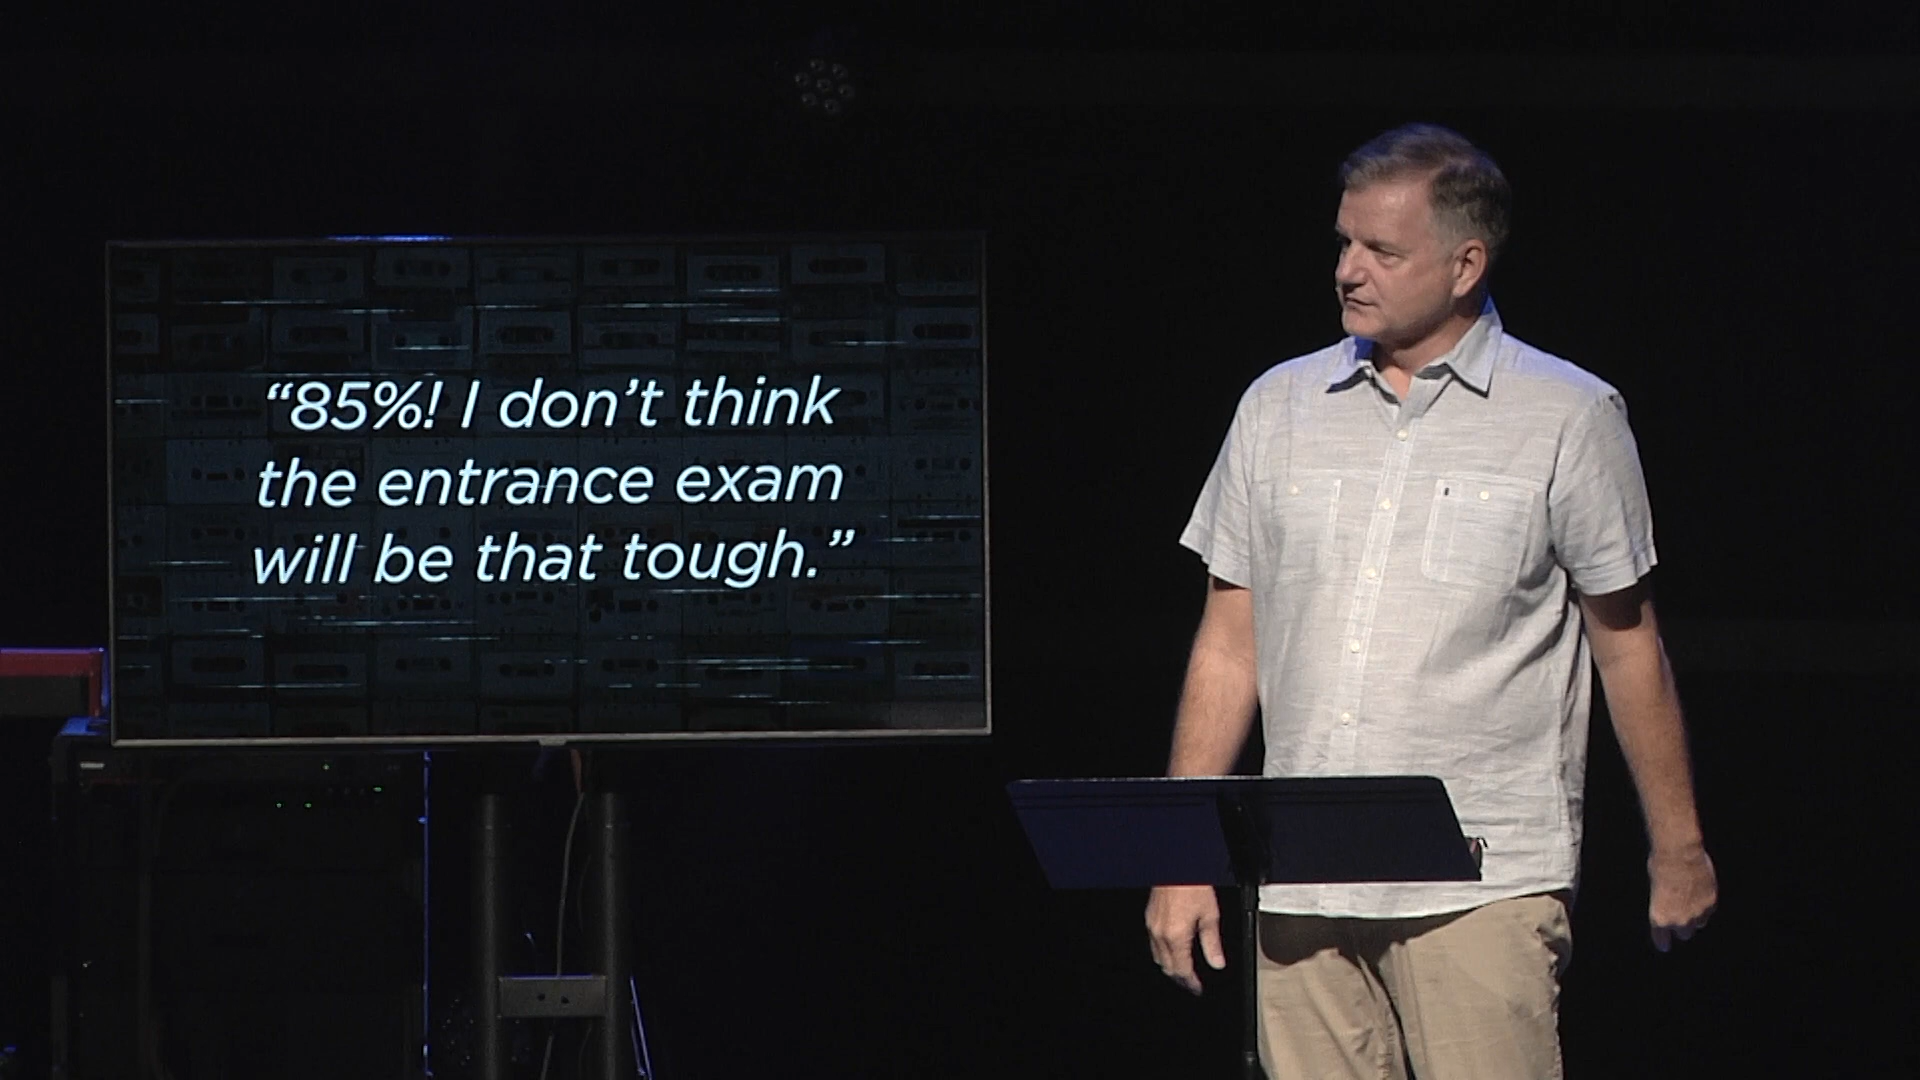 “85%! I don’t think
the entrance exam
will be that tough.”